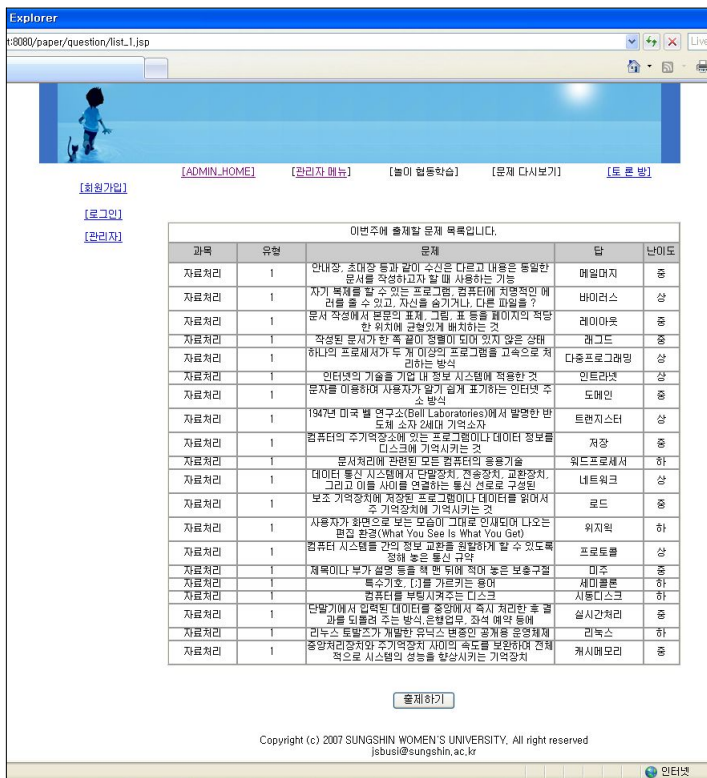 Explorer
t:8080/paper/question/list_1.jsp
Live
[ADMIN_HOME] [관리자 메뉴] [놀이 협동학습] [문제 다시보기] [토 론 방]
[회원가입]
[로그인]
[관리자]
이번주에 출제할 문제 목록입니다.
과목 유형 문제 답 난이도
자료처리 1 안내장, 초대장 등과 같이 수신은 다르고 내용은 동일한 문서를 작성하고자 할 때 사용하는 기능 메일머지 중
자료처리 1 자기 복제를 할 수 있는 프로그램, 컴퓨터에 치명적인 에러를 줄 수 있고, 자신을 숨기거나, 다른 파일을 ? 바이러스 상
자료처리 1 문서 작성에서 본문의 표제, 그림, 표 등을 페이지의 적당한 위치에 균형있게 배치하는 것 레이아웃 중
자료처리 1 작성된 문서가 한 쪽 끝이 정렬이 되어 있지 않은 상태 래그드 중
자료처리 1 하나의 프로세서가 두 개 이상의 프로그램을 고속으로 처리하는 방식 다중프로그래밍 상
자료처리 1 인터넷의 기술을 기업 내 정보 시스템에 적용한 것 인트라넷 상
자료처리 1 문자를 이용하여 사용자가 알기 쉽게 표기하는 인터넷 주소 방식 도메인 중
자료처리 1 1947년 미국 벨 연구소(Bell Laboratories)에서 발명한 반도체 소자 2세대 기억소자 트랜지스터 상
자료처리 1 컴퓨터의 주기억장소에 있는 프로그램이나 데이터 정보를 디스크에 기억시키는 것 저장 중
자료처리 1 문서처리에 관련된 모든 컴퓨터의 응용기술 워드프로세서 하
자료처리 1 데이터 통신 시스템에서 단말장치, 전송장치, 교환장치, 그리고 이들 사이를 연결하는 통신 선로로 구성된 네트워크 상
자료처리 1 보조 기억장치에 저장된 프로그램이나 데이터를 읽어서 주 기억장치에 기억시키는 것 로드 중
자료처리 1 사용자가 화면으로 보는 모습이 그대로 인쇄되어 나오는 편집 환경(What You See Is What You Get) 위지윅 하
자료처리 1 컴퓨터 시스템들 간의 정보 교환을 원할하게 할 수 있도록 정해 놓은 통신 규약 프로토콜 상
자료처리 1 제목이나 부가 설명 등을 책 맨 뒤에 적어 놓은 보충구절 미주 중
자료처리 1 특수기호, [;]를 가르키는 용어 세미콜론 하
자료처리 1 컴퓨터를 부팅시켜주는 디스크 시동디스크 하
자료처리 1 단말기에서 입력된 데이터를 중앙에서 즉시 처리한 후 결과를 되돌려 주는 방식,은행업무, 좌석 예약 등에 실시간처리 중
자료처리 1 리누스 토발즈가 개발한 유닉스 변종인 공개용 운영체제 리눅스 하
자료처리 1 중앙처리장치와 주기억장치 사이의 속도를 보완하여 전체적으로 시스템의 성능을 향상시키는 기억장치 캐시메모리 중
출제하기
Copyright (c) 2007 SUNGSHIN WOMEN'S UNIVERSITY, All right reserved
jsbusi@sungshin,ac,kr
인터넷